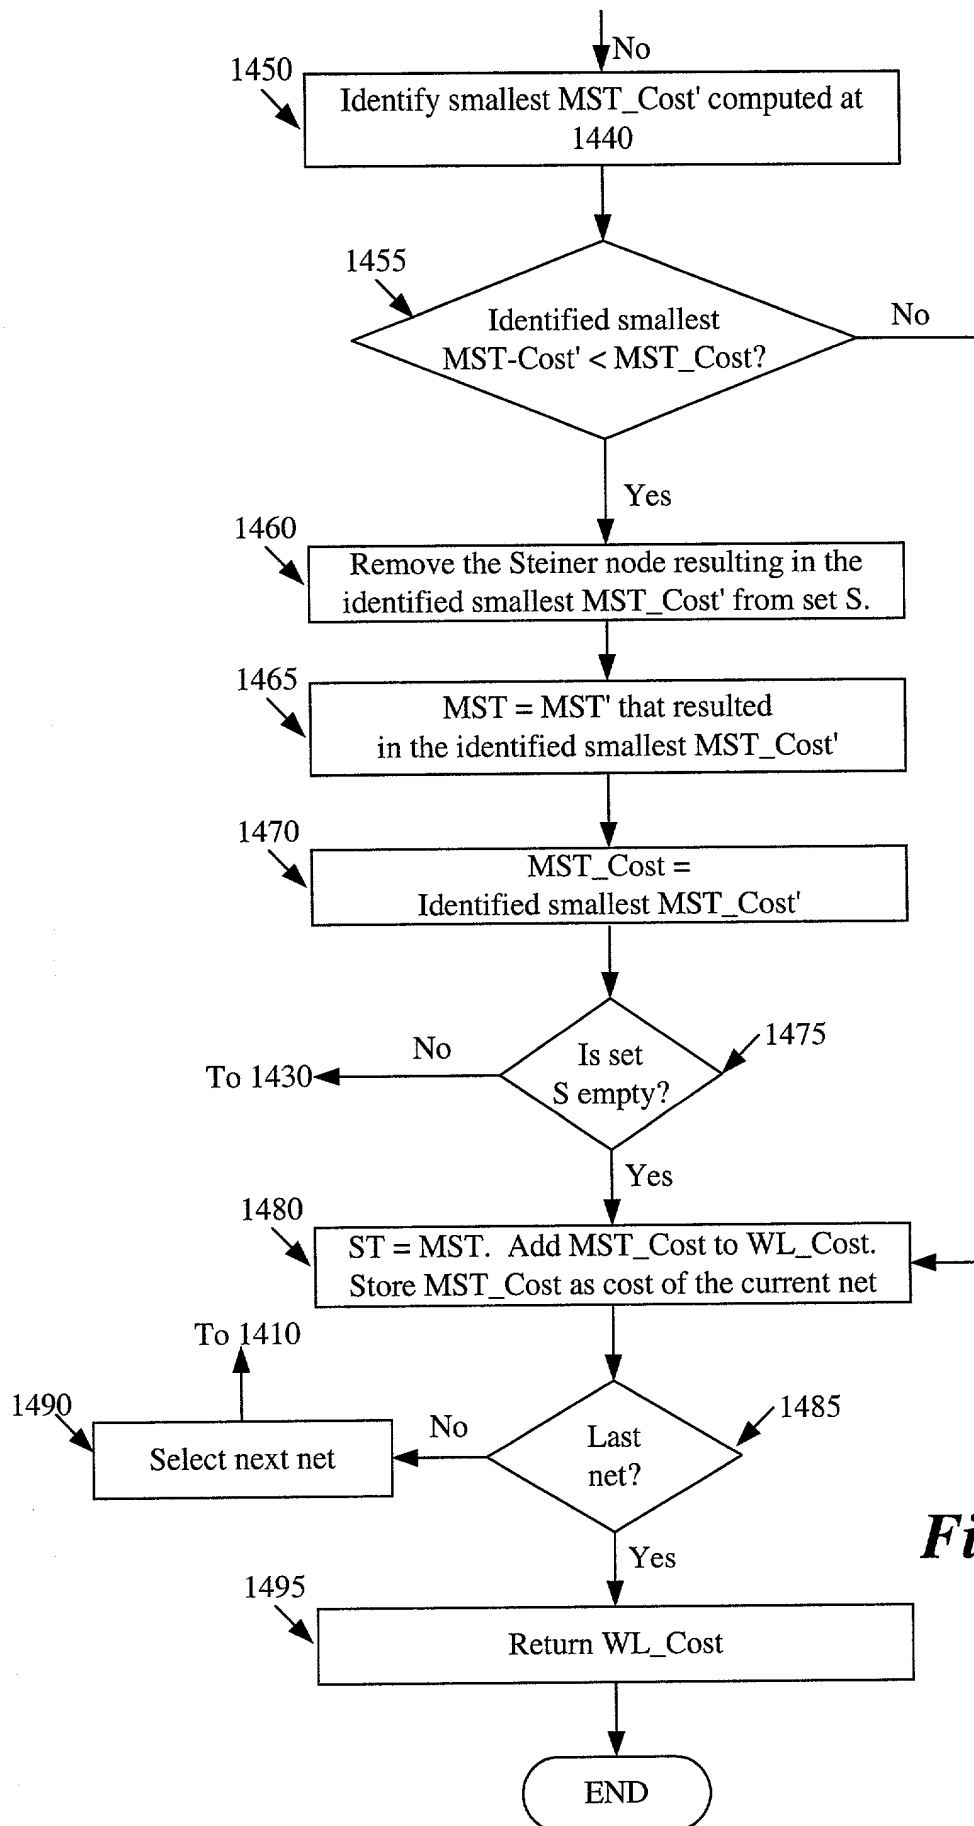 No
1450
Identify smallest MST_Cost' computed at
1440
1455
Identified smallest
MST-Cost' < MST_Cost?
No
Yes
1460
Remove the Steiner node resulting in the
identified smallest MST_Cost' from set S.
1465
MST = MST' that resulted
in the identified smallest MST_Cost'
1470
MST_Cost =
Identified smallest MST_Cost'
1475
Is set
S empty?
No
To 1430
Yes
1480
ST = MST. Add MST_Cost to WL_Cost.
Store MST_Cost as cost of the current net
To 1410
1490
Select next net
No
1485
Last
net?
Fi
Yes
1495
Return WL_Cost
END